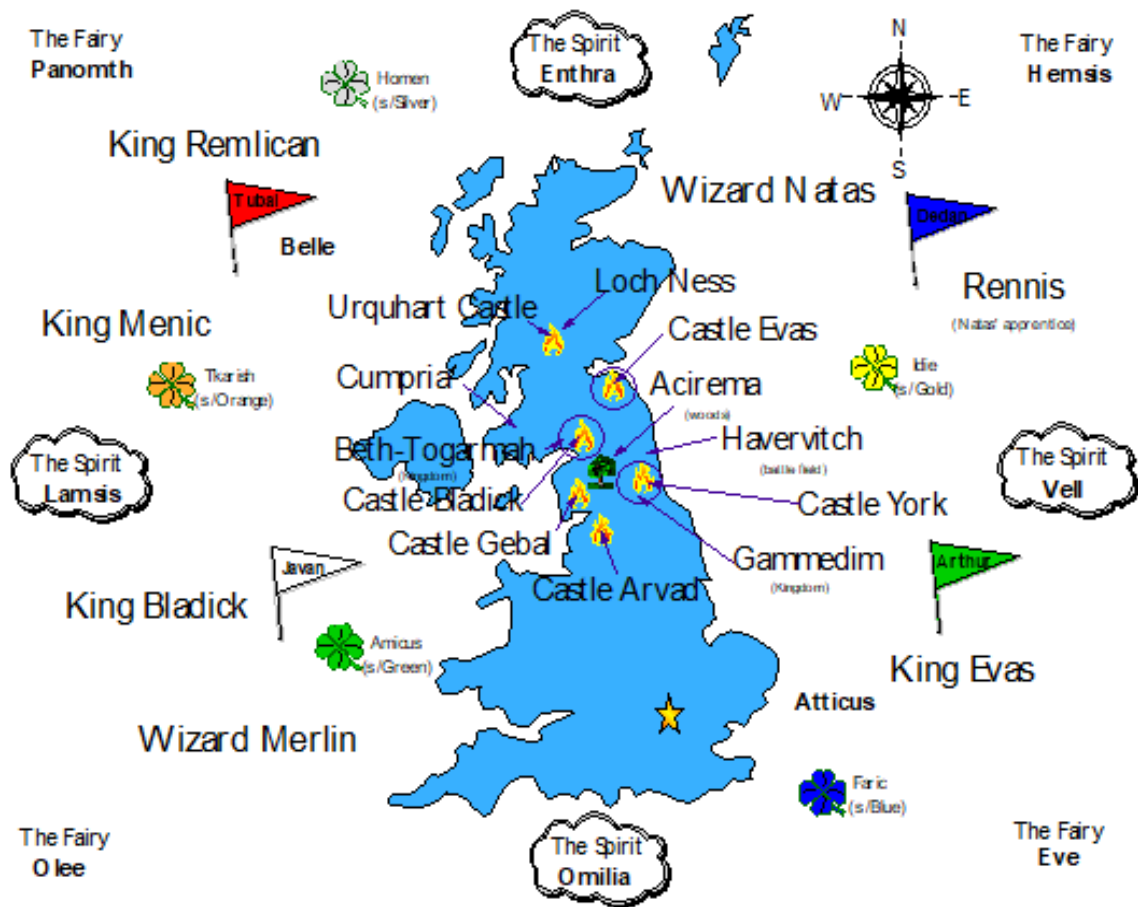 The Fairy
Panomth
Homen
(s/Silver)
The Spirit
Enthra
N
W
E
S
The Fairy
Hemsis
King Remlican
Tubal
Belle
Wizard Natas
Dedan
Rennis
(Natas' apprentice)
King Menic
Tkarish
(s/Orange)
Urquhart Castle
Loch Ness
Castle Evas
Cumpria
Acirema
(woods)
Idie
(s/Gold)
The Spirit
Lamsis
Beth-Togarmah
(Kingdom)
Havervitch
(battle field)
The Spirit
Vell
Castle Bladick
Castle York
Castle Gebal
Gammedim
(Kingdom)
Castle Arvad
Javan
King Bladick
Arthur
King Evas
Amicus
(s/Green)
Atticus
Wizard Merlin
Faric
(s/Blue)
The Fairy
Olee
The Spirit
Omilia
The Fairy
Eve